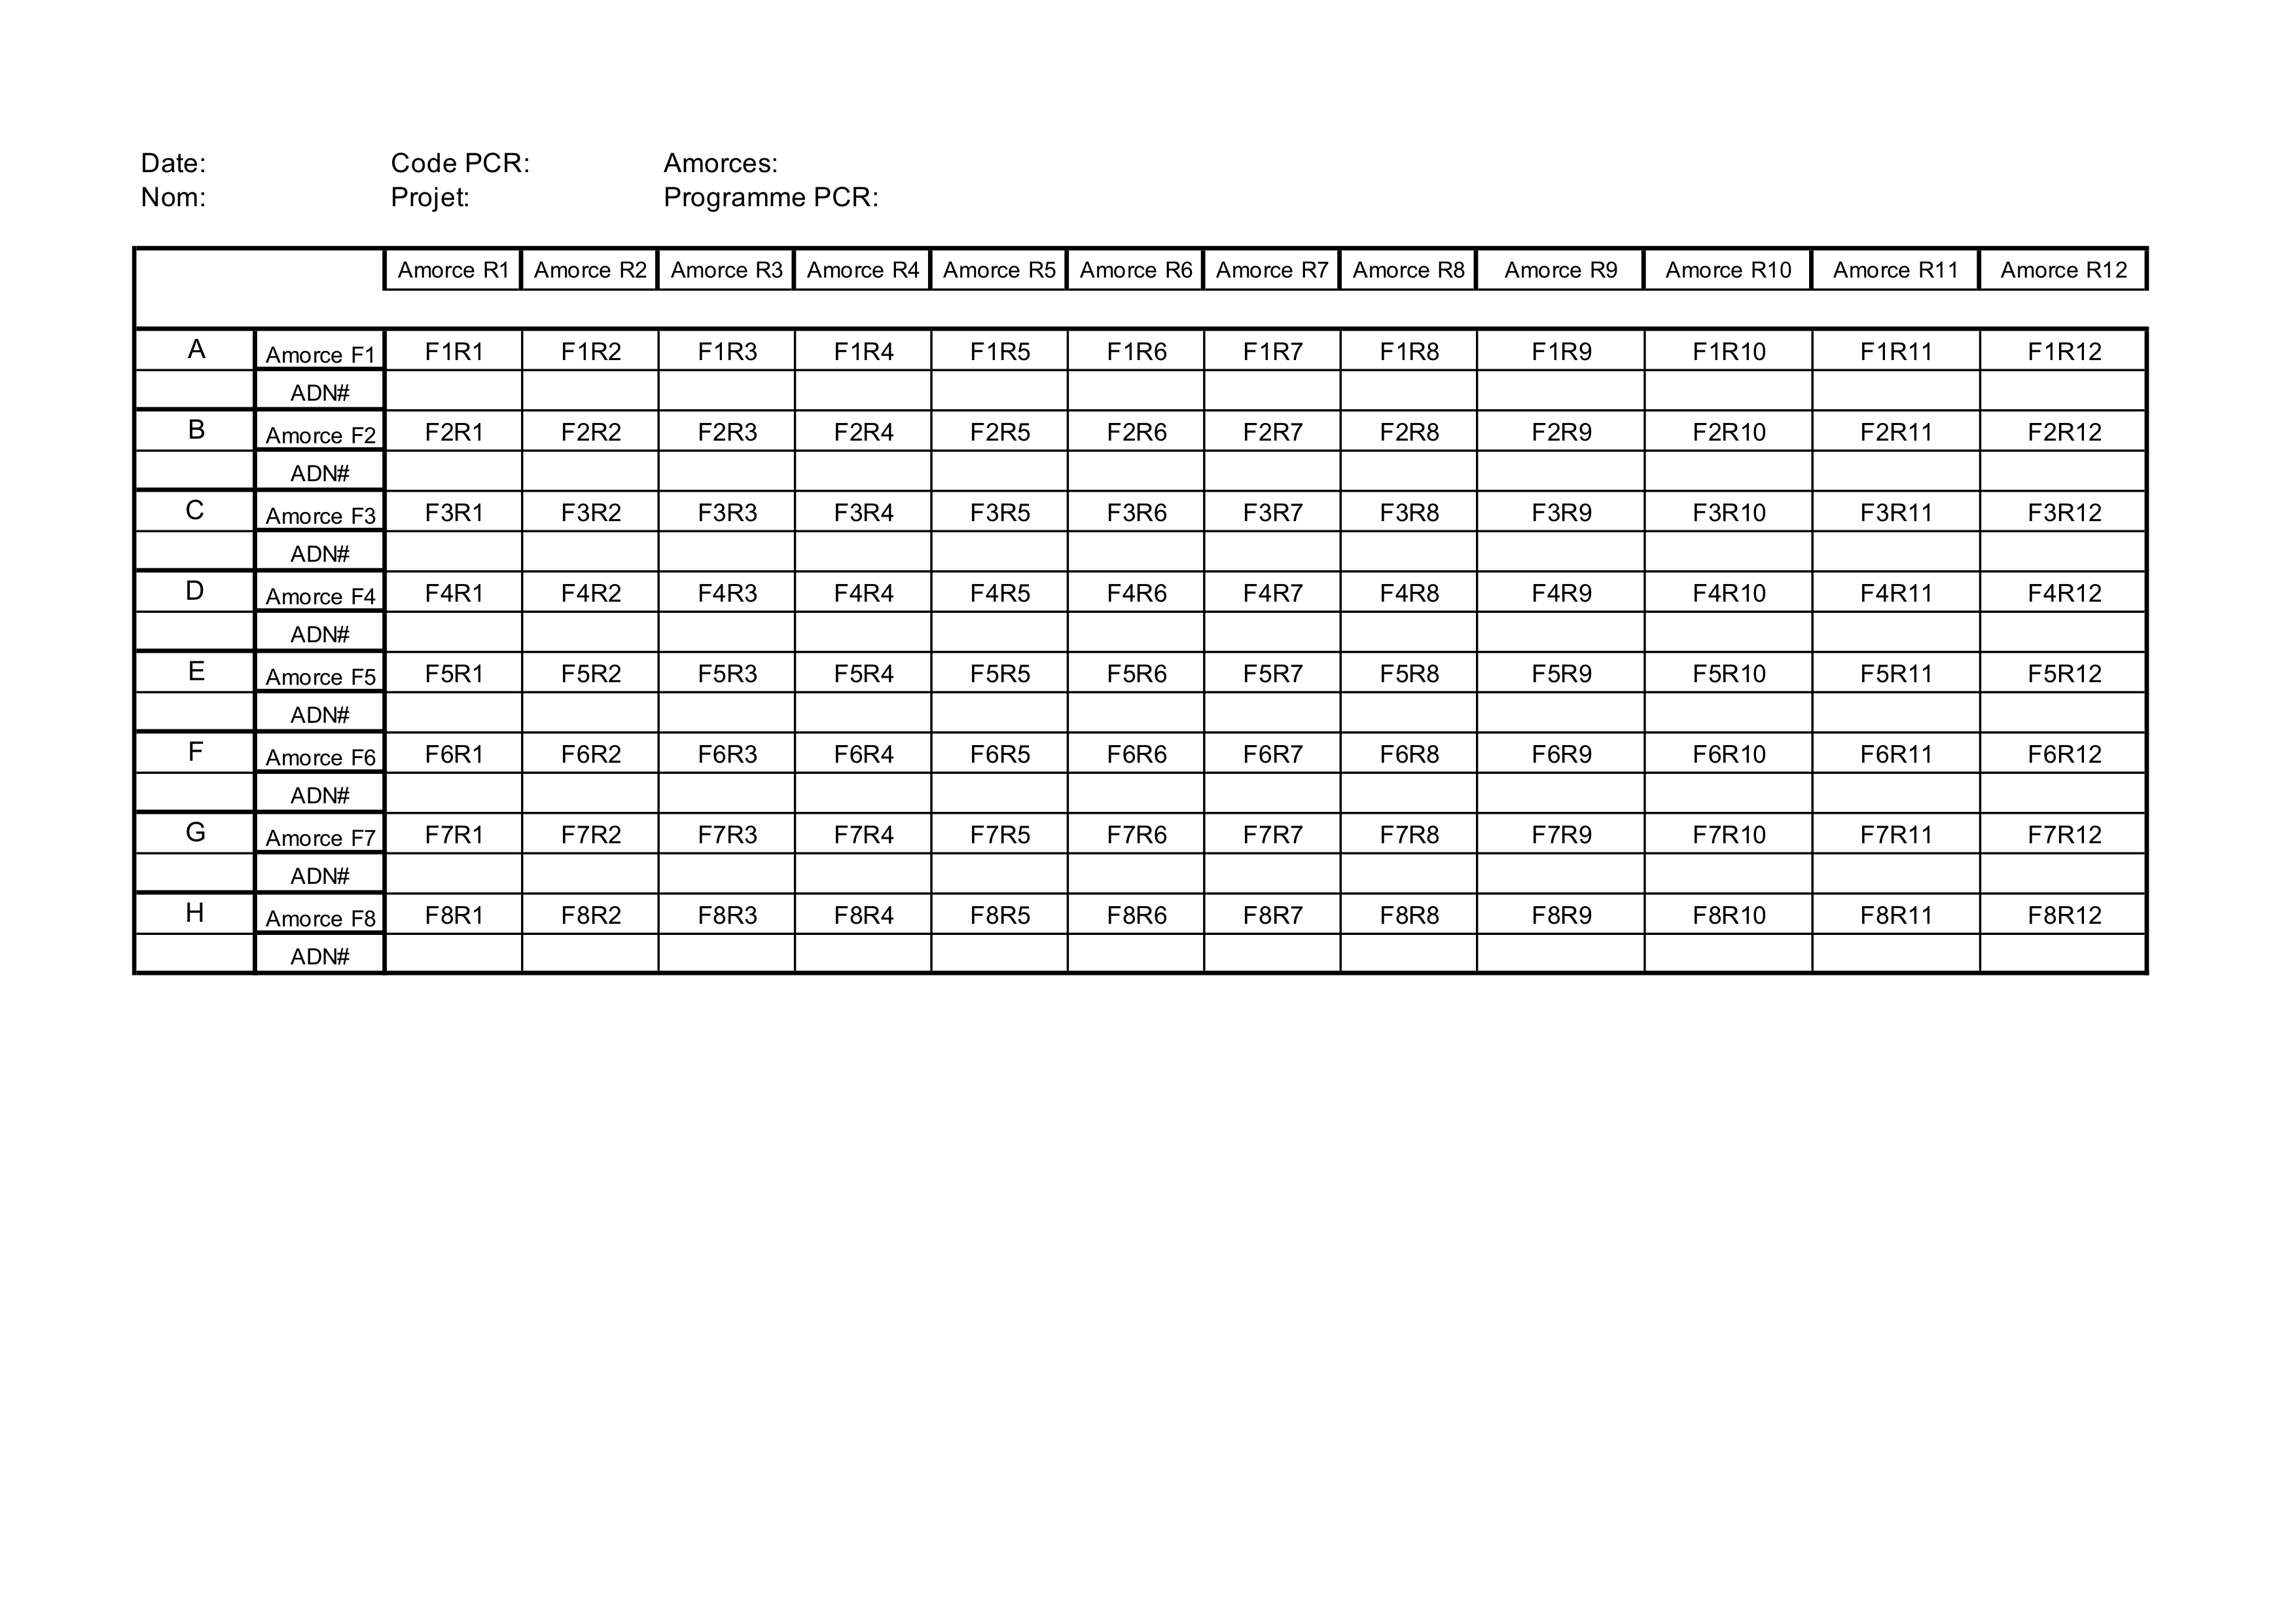 Date: Code PCR: Amorces:
Nom: Projet: Programme PCR:
Amorce R1 Amorce R2 Amorce R3 Amorce R4 Amorce R5 Amorce R6 Amorce R7 Amorce R8 Amorce R9 Amorce R10 Amorce R11 Amorce R12
A Amorce F1 F1R1 F1R2 F1R3 F1R4 F1R5 F1R6 F1R7 F1R8 F1R9 F1R10 F1R11 F1R12
ADN#
B Amorce F2 F2R1 F2R2 F2R3 F2R4 F2R5 F2R6 F2R7 F2R8 F2R9 F2R10 F2R11 F2R12
ADN#
C Amorce F3 F3R1 F3R2 F3R3 F3R4 F3R5 F3R6 F3R7 F3R8 F3R9 F3R10 F3R11 F3R12
ADN#
D Amorce F4 F4R1 F4R2 F4R3 F4R4 F4R5 F4R6 F4R7 F4R8 F4R9 F4R10 F4R11 F4R12
ADN#
E Amorce F5 F5R1 F5R2 F5R3 F5R4 F5R5 F5R6 F5R7 F5R8 F5R9 F5R10 F5R11 F5R12
ADN#
F Amorce F6 F6R1 F6R2 F6R3 F6R4 F6R5 F6R6 F6R7 F6R8 F6R9 F6R10 F6R11 F6R12
ADN#
G Amorce F7 F7R1 F7R2 F7R3 F7R4 F7R5 F7R6 F7R7 F7R8 F7R9 F7R10 F7R11 F7R12
ADN#
H Amorce F8 F8R1 F8R2 F8R3 F8R4 F8R5 F8R6 F8R7 F8R8 F8R9 F8R10 F8R11 F8R12
ADN#